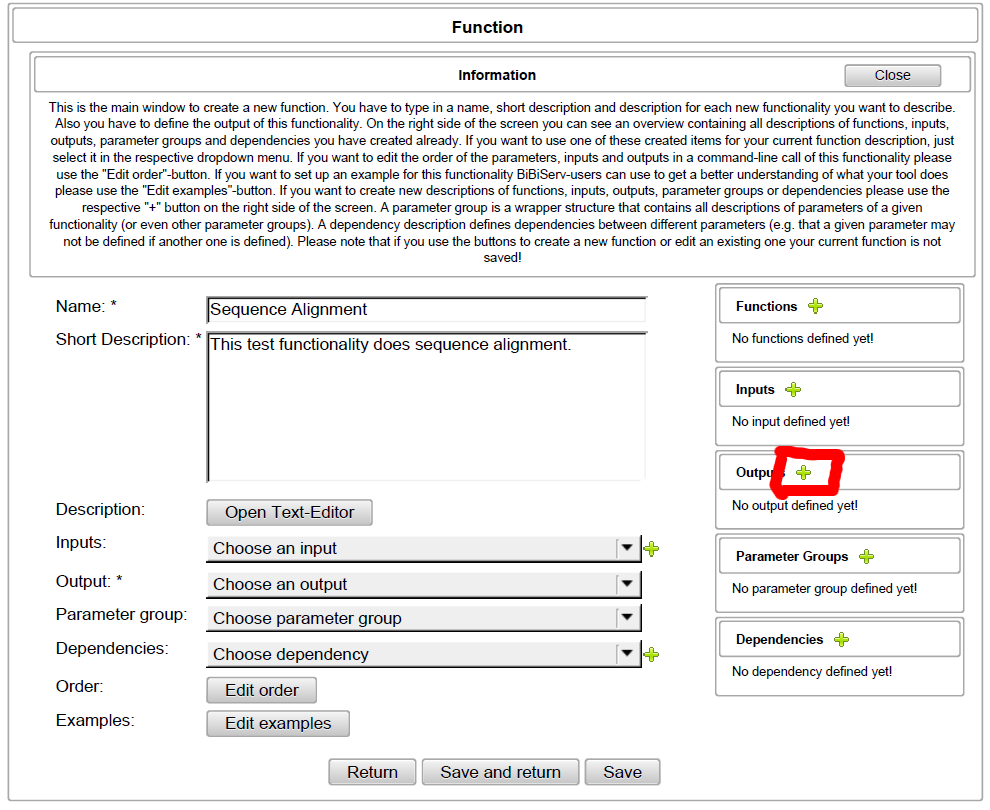 Function
Information
Close
This is the main window to create a new function. You have to type in a name, short description and description for each new functionality you want to describe.
Also you have to define the output of this functionality. On the right side of the screen you can see an overview containing all descriptions of functions, inputs,
outputs, parameter groups and dependencies you have created already. If you want to use one of these created items for your current function description, just
select it in the respective dropdown menu. If you want to edit the order of the parameters, inputs and outputs in a command-line call of this functionality please
use the "Edit order"-button. If you want to set up an example for this functionality BiBiServ-users can use to get a better understanding of what your tool does
please use the "Edit examples"-button. If you want to create new descriptions of functions, inputs, outputs, parameter groups or dependencies please use the
respective "+" button on the right side of the screen. A parameter group is a wrapper structure that contains all descriptions of parameters of a given
functionality (or even other parameter groups). A dependency description defines dependencies between different parameters (e.g. that a given parameter may
not be defined if another one is defined). Please note that if you use the buttons to create a new function or edit an existing one your current function is not
saved!
Name: *
Sequence Alignment
Short Description: *
This test functionality does sequence alignment.
Description:
Open Text-Editor
Inputs:
Choose an input
Output: *
Choose an output
Parameter group:
Choose parameter group
Dependencies:
Choose dependency
Order:
Edit order
Examples:
Edit examples
Functions
No functions defined yet!
Inputs
No input defined yet!
Outputs
No output defined yet!
Parameter Groups
No parameter group defined yet!
Dependencies
No dependency defined yet!
Return
Save and return
Save